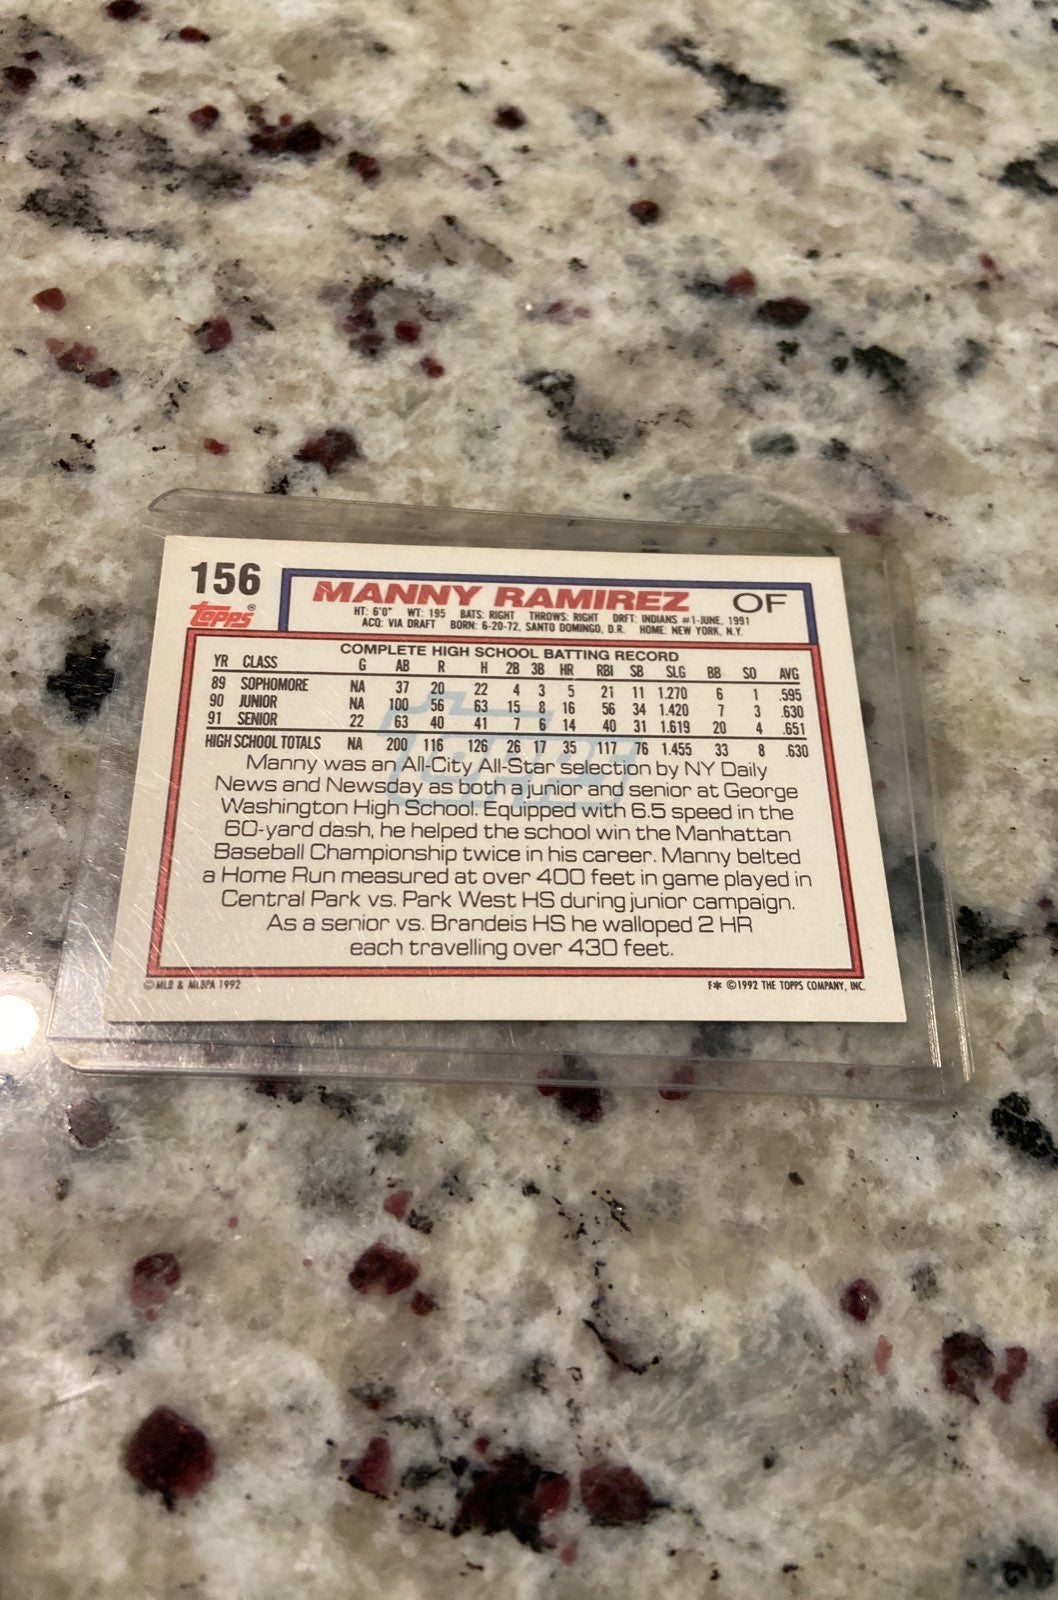 156
topps®
MANNY RAMIREZ OF
HT: 6'0" WT: 195 BATS: RIGHT THROWS: RIGHT DRFT: INDIANS #1-JUNE, 1991
ACQ: VIA DRAFT BORN: 6-20-72, SANTO DOMINGO, D.R. HOME: NEW YORK, N.Y.
COMPLETE HIGH SCHOOL BATTING RECORD
YR CLASS G AB R H 2B 3B HR RBI SB SLG BB SO AVG
89 SOPHOMORE NA 37 20 22 4 3 5 21 11 1.270 6 1 .595
90 JUNIOR NA 100 56 63 15 8 16 56 34 1.420 7 3 .630
91 SENIOR 22 63 40 41 7 6 14 40 31 1.619 20 4 .651
HIGH SCHOOL TOTALS NA 200 116 126 26 17 35 117 76 1.455 33 8 .630
Manny was an All-City All-Star selection by NY Daily
News and Newsday as both a junior and senior at George
Washington High School. Equipped with 6.5 speed in the
60-yard dash, he helped the school win the Manhattan
Baseball Championship twice in his career. Manny belted
a Home Run measured at over 400 feet in game played in
Central Park vs. Park West HS during junior campaign.
As a senior vs. Brandeis HS he walloped 2 HR
each travelling over 430 feet.
© MLB & MLBPA 1992 F* © 1992 THE TOPPS COMPANY, INC.